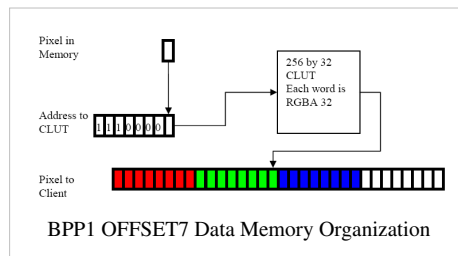 Pixel in
Memory
256 by 32
CLUT
Each word is
RGBA 32
Address to
CLUT
1 1 1 0 0 0 0
Pixel to
Client
BPP1 OFFSET7 Data Memory Organization